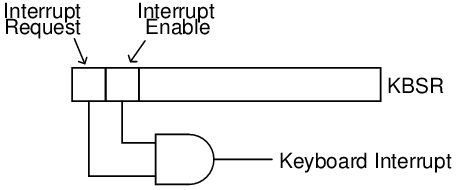 Interrupt
Request
Interrupt
Enable
KBSR
Keyboard Interrupt